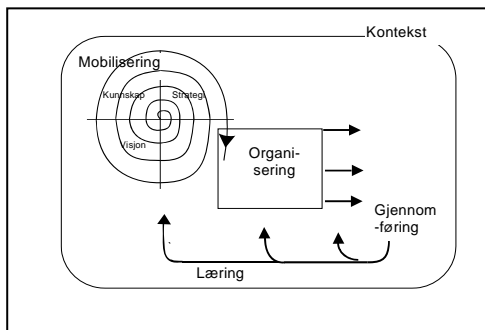 Kontekst
Mobilisering
Kunnskap Strategi
Visjon
Organi-
sering
Gjennom
-føring
Læring